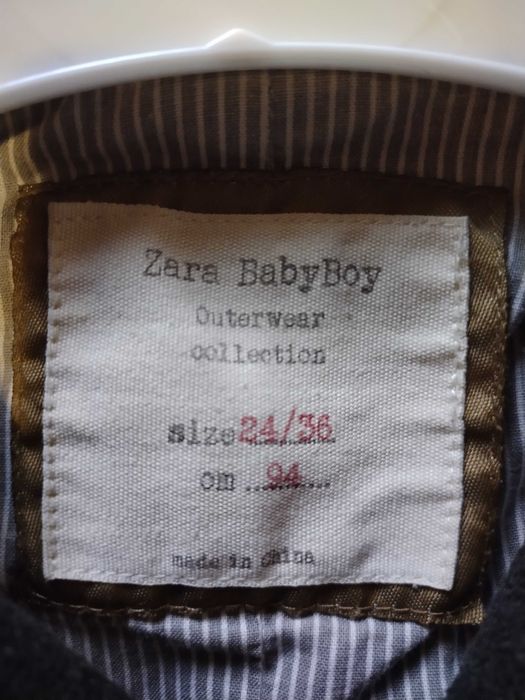 Zara BabyBoy
Outerwear
collection
size 24/36
cm 94
made in china